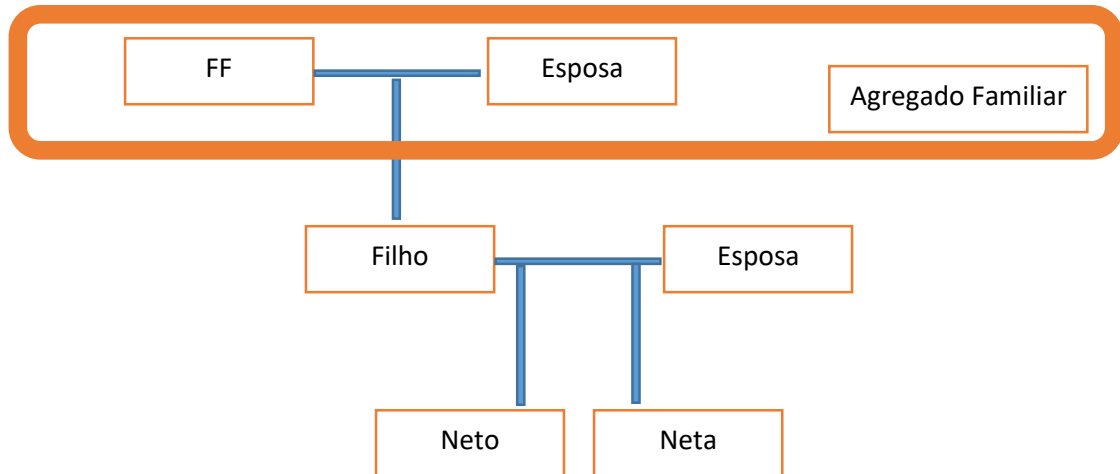 FF
Esposa
Agregado Familiar
Filho
Esposa
Neto
Neta